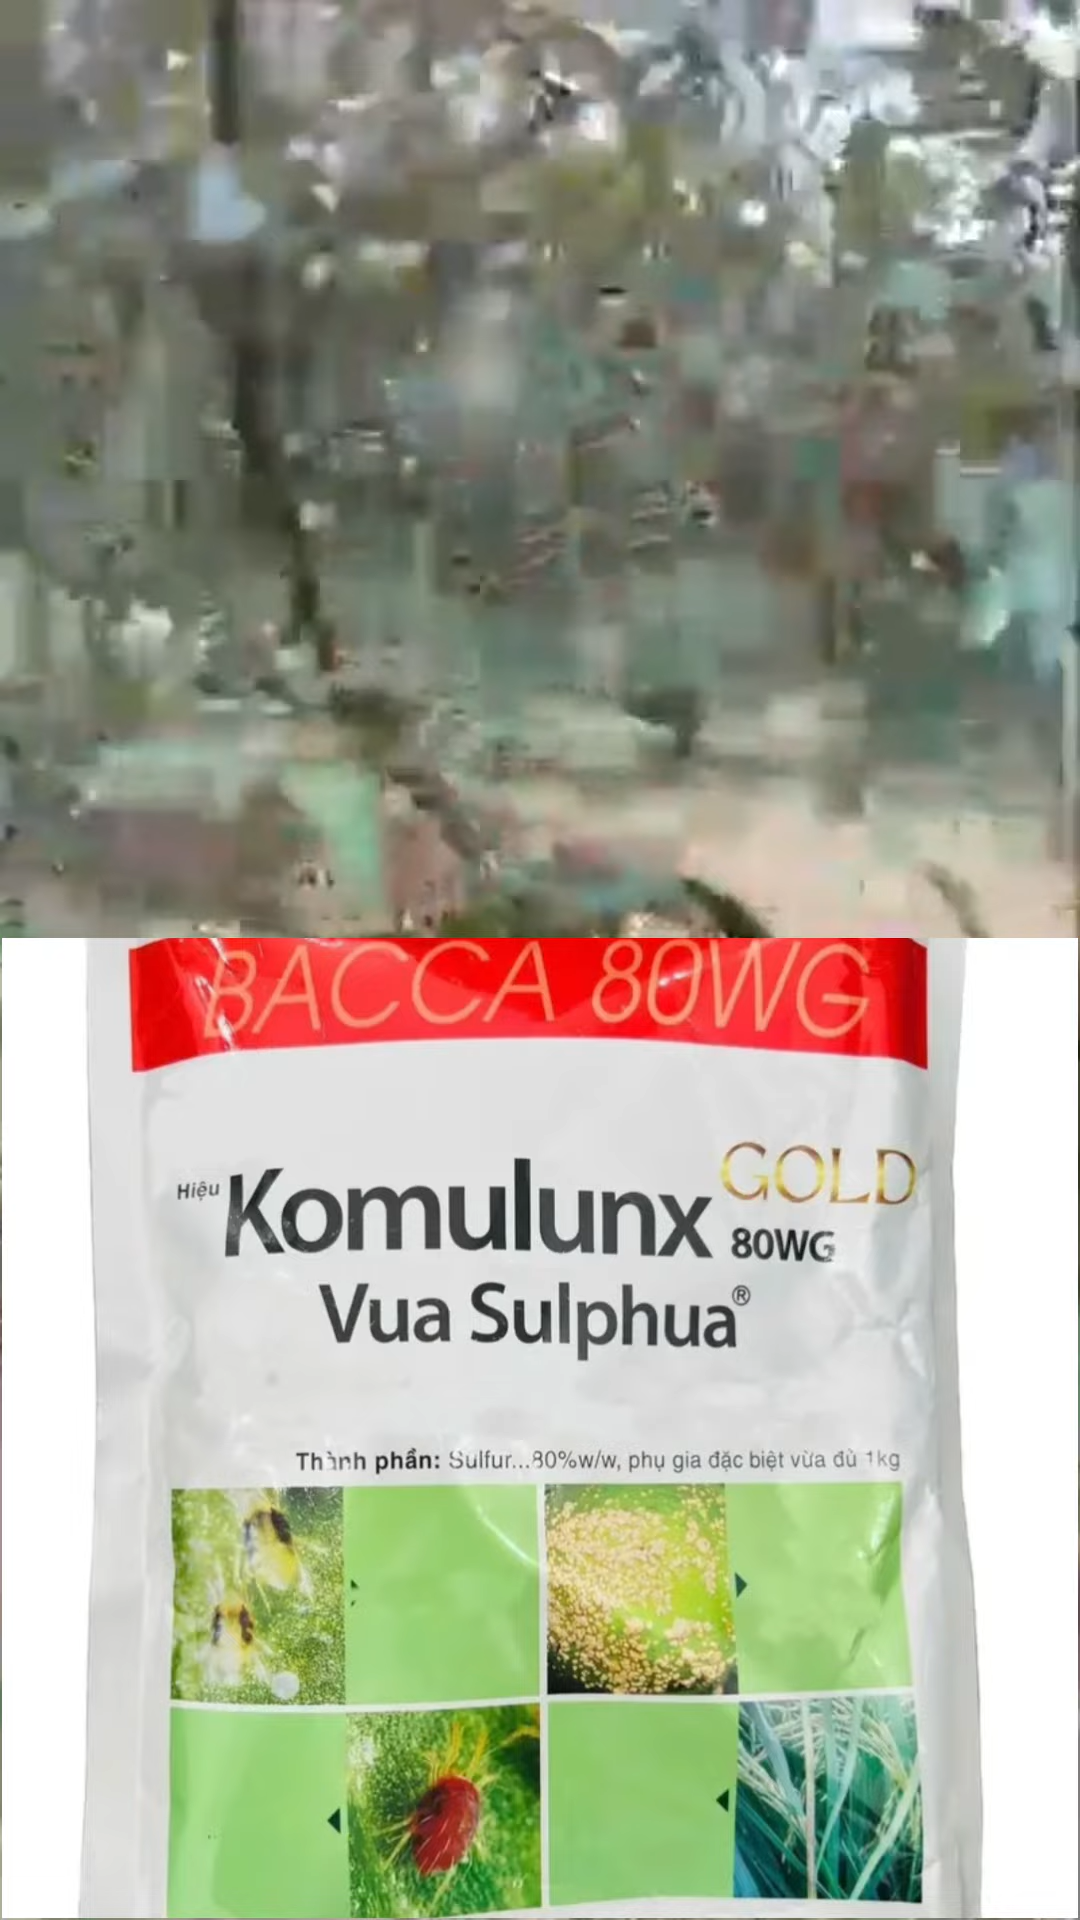 BACCA 80WG
Hiệu Komulunx GOLD
80WG
Vua Sulphua®
Thành phần: Sulfur...80%w/w, phụ gia đặc biệt vừa đủ 1kg